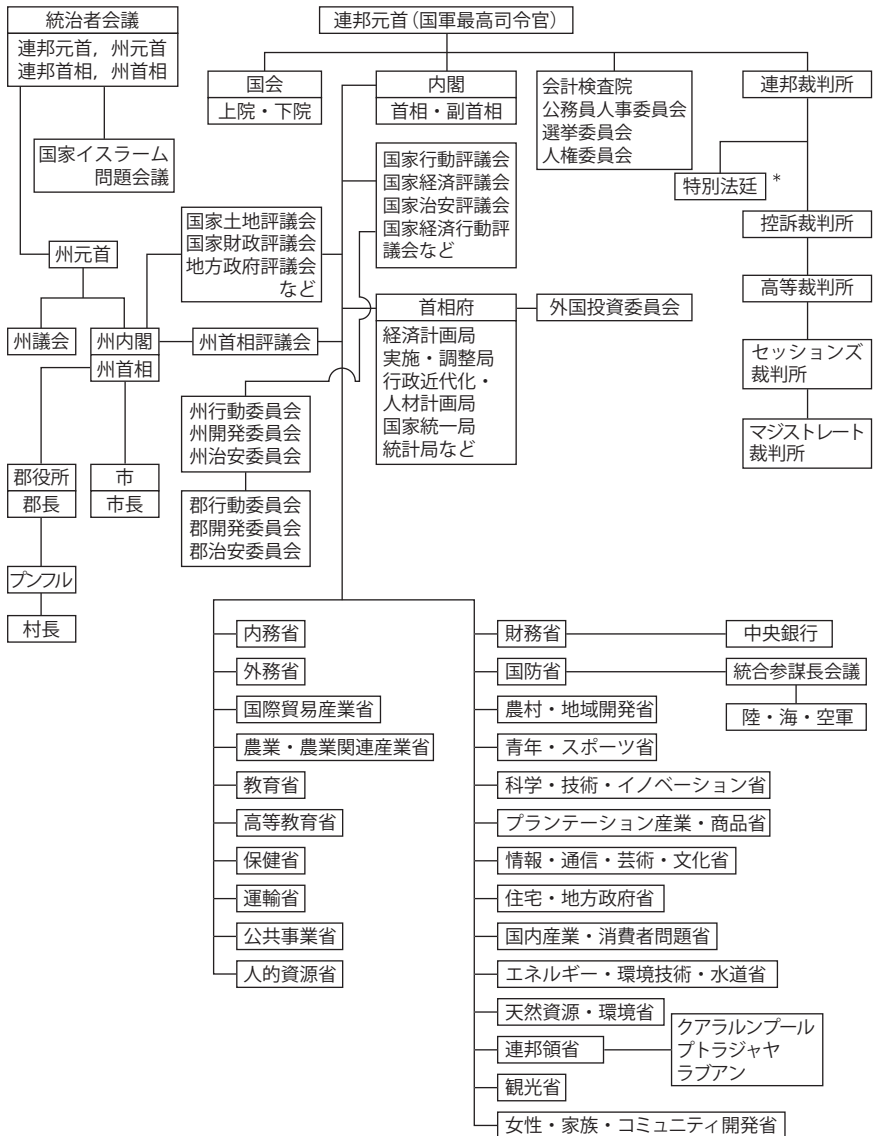 統治者会議
連邦元首，州元首
連邦首相，州首相
連邦元首（国軍最高司令官）
国会
上院・下院
内閣
首相・副首相
会計検査院
公務員人事委員会
選挙委員会
人権委員会
連邦裁判所
国家イスラーム
問題会議
国家行動評議会
国家経済評議会
国家治安評議会
国家経済行動評
議会など
特別法廷 *
国家土地評議会
国家財政評議会
地方政府評議会
など
控訴裁判所
州元首
高等裁判所
首相府
経済計画局
実施・調整局
行政近代化・
人材計画局
国家統一局
統計局など
外国投資委員会
州議会
州内閣
州首相
州首相評議会
セッションズ
裁判所
州行動委員会
州開発委員会
州治安委員会
マジストレート
裁判所
郡役所
郡長
市
市長
郡行動委員会
郡開発委員会
郡治安委員会
プンフル
村長
内務省
外務省
国際貿易産業省
農業・農業関連産業省
教育省
高等教育省
保健省
運輸省
公共事業省
人的資源省
財務省
中央銀行
国防省
統合参謀長会議
陸・海・空軍
農村・地域開発省
青年・スポーツ省
科学・技術・イノベーション省
プランテーション産業・商品省
情報・通信・芸術・文化省
住宅・地方政府省
国内産業・消費者問題省
エネルギー・環境技術・水道省
天然資源・環境省
連邦領省
クアラルンプール
プトラジャヤ
ラブアン
観光省
女性・家族・コミュニティ開発省